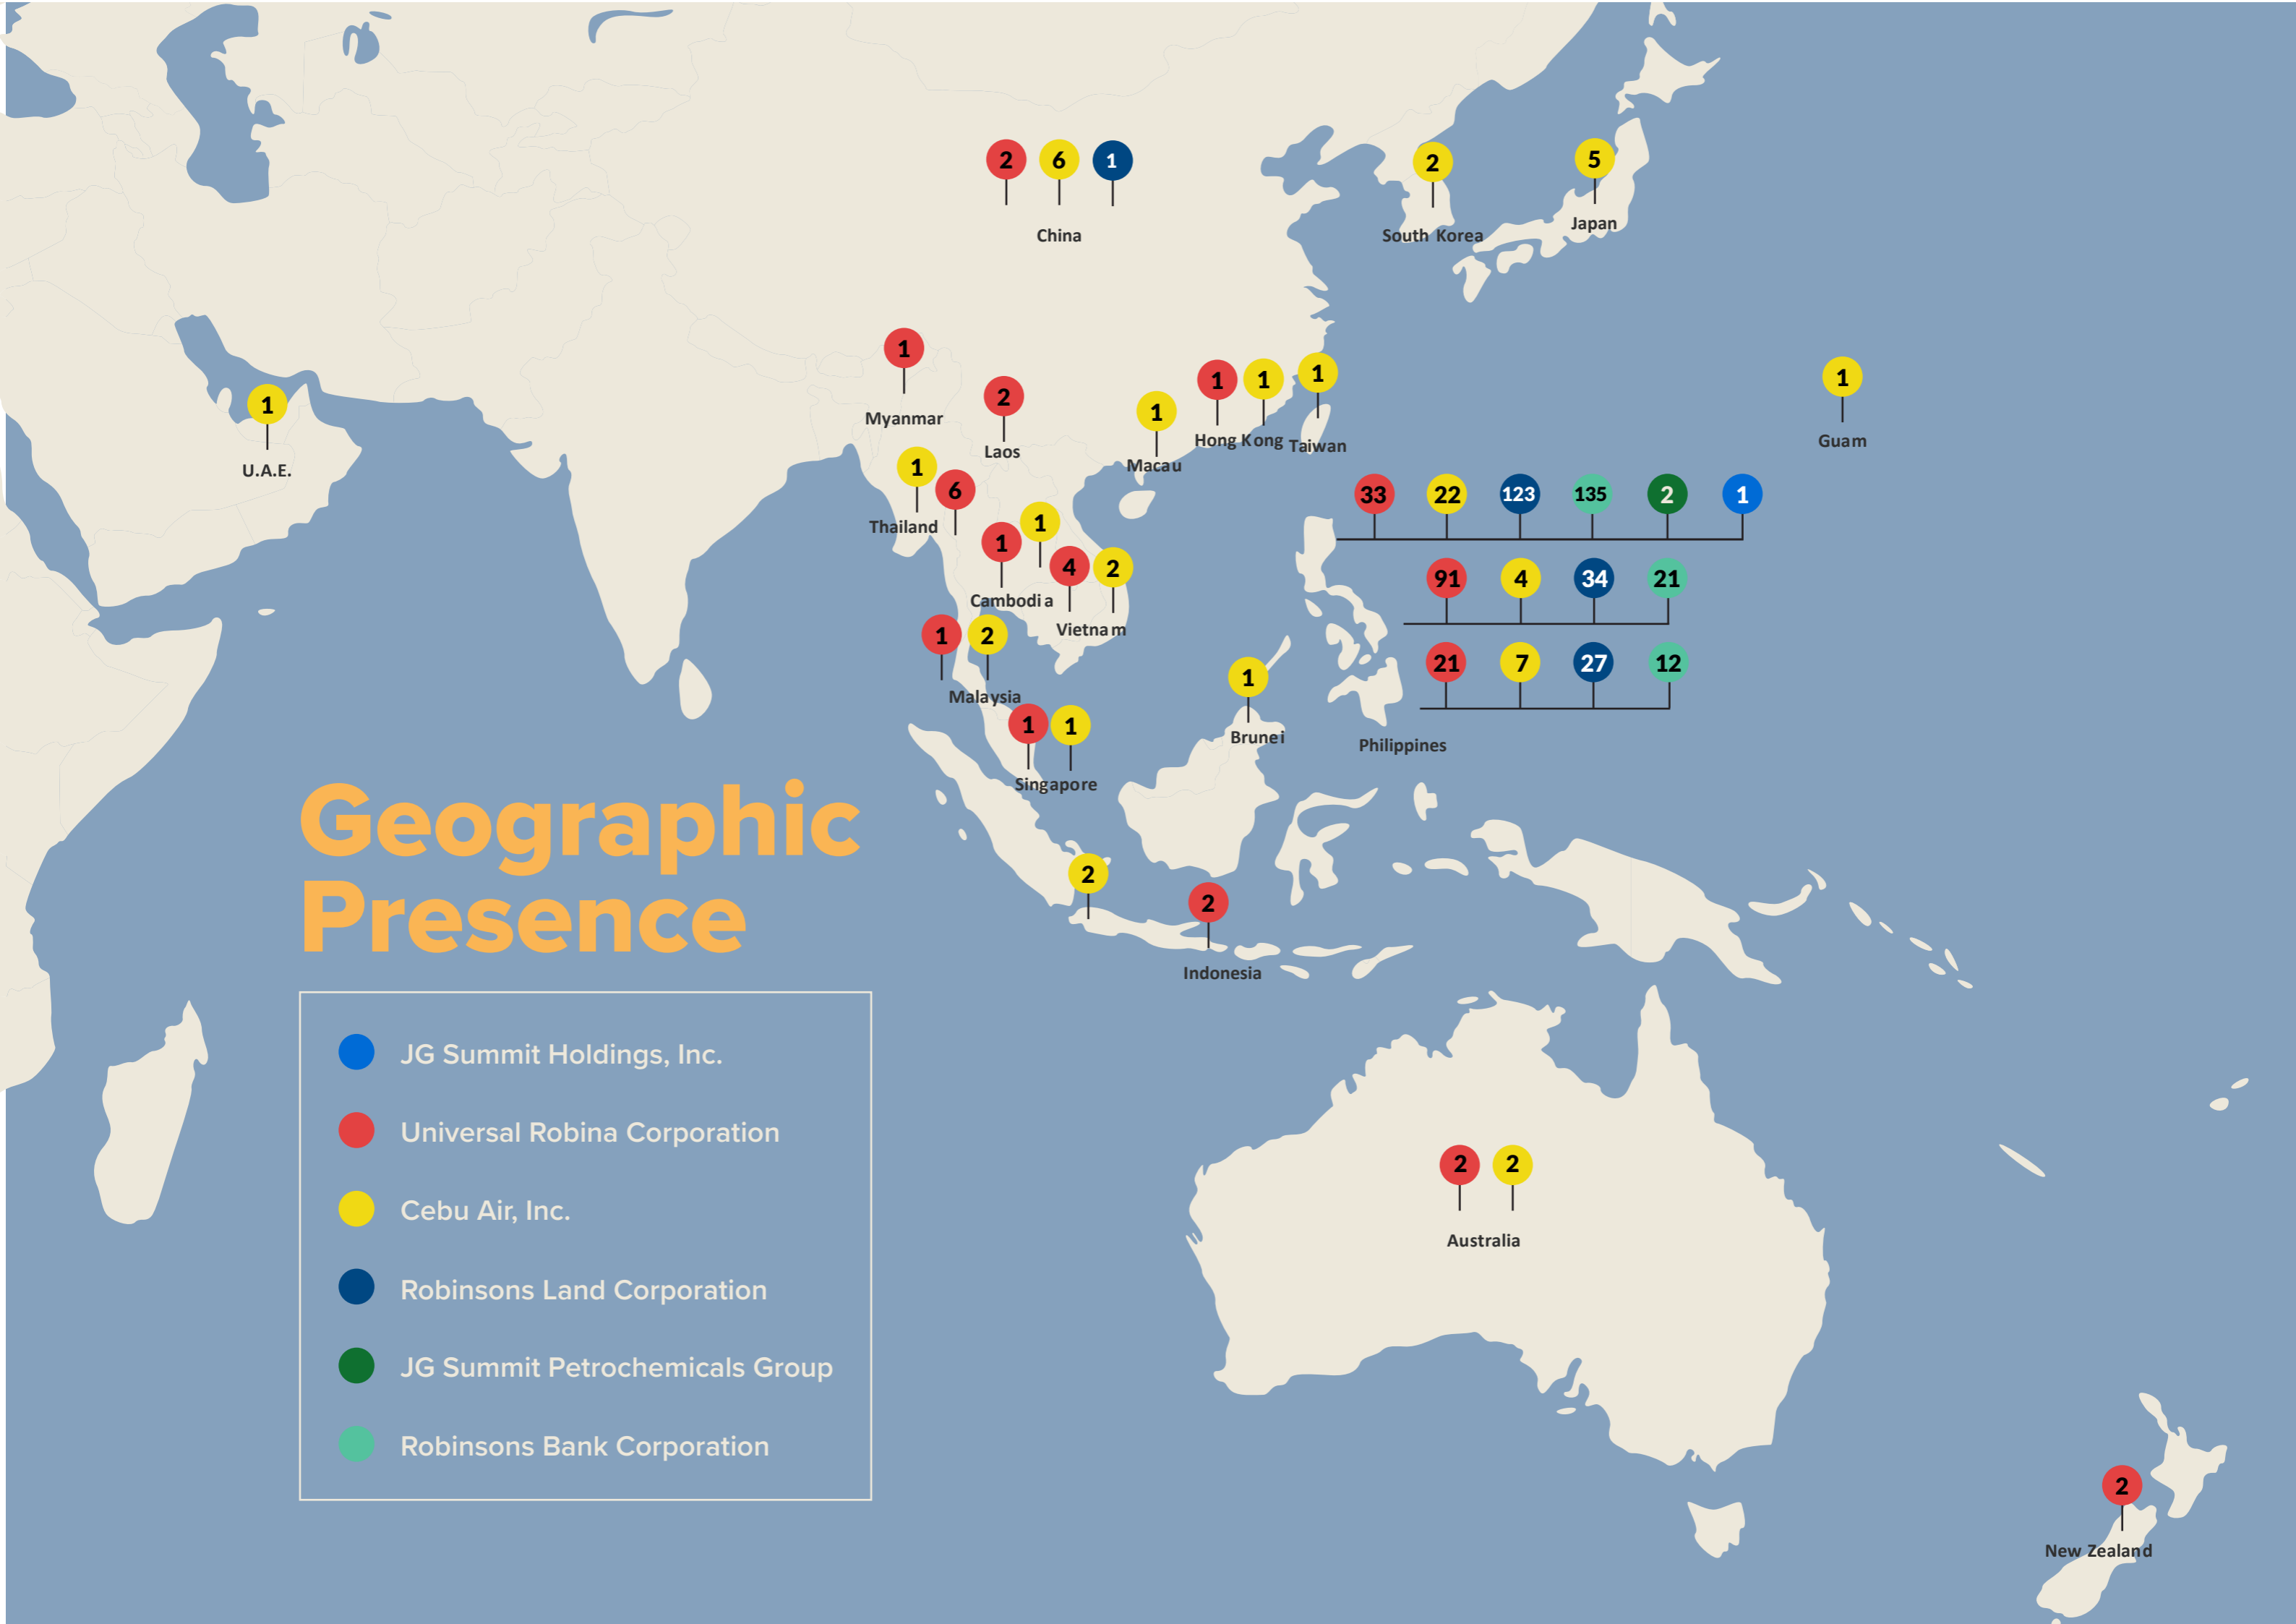 2 6 1
China
2
South Korea
5
Japan
1
Myanmar
2
Laos
1
Macau
1 1
Hong Kong
1
Taiwan
1
Guam
1
U.A.E.
1 6
Thailand
1 1
Cambodia
4 2
Vietnam
33 22 123 135 2 1
91 4 34 21
21 7 27 12
Philippines
1 2
Malaysia
1 1
Singapore
1
Brunei
2 2
Indonesia
Geographic
Presence
JG Summit Holdings, Inc.
Universal Robina Corporation
Cebu Air, Inc.
Robinsons Land Corporation
JG Summit Petrochemicals Group
Robinsons Bank Corporation
2 2
Australia
2
New Zealand